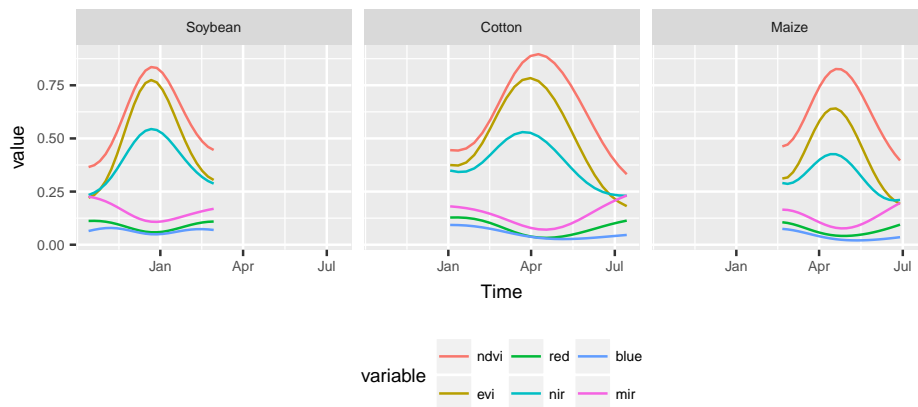 Soybean Cotton Maize
value
0.75
0.50
0.25
0.00
Jan Apr Jul Jan Apr Jul Jan Apr Jul
Time
variable
ndvi red blue
evi nir mir